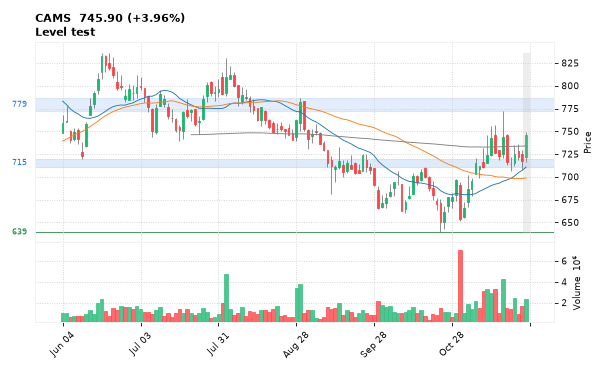 CAMS 745.90 (+3.96%)
Level test
825
800
779
775
750
Price
725
715
700
675
650
639
6
4
2
Volume 10⁶
Jun 04
Jul 03
Jul 31
Aug 28
Sep 28
Oct 28